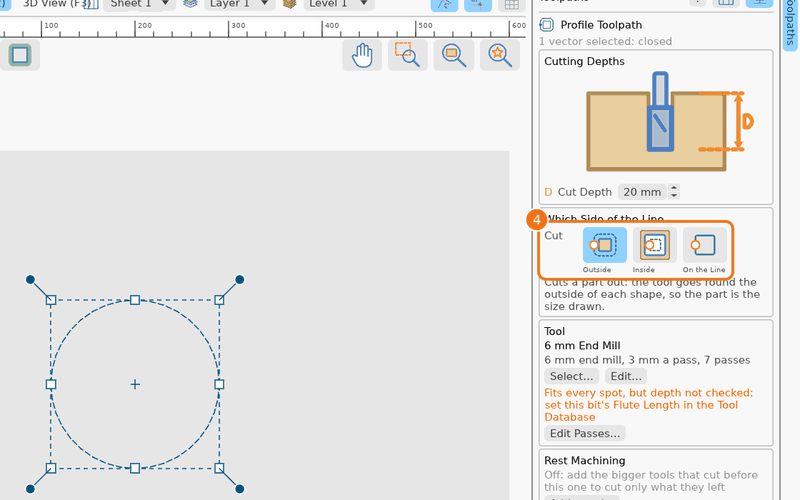 3D View (F3)
Sheet 1
Layer 1
Level 1
100
200
300
400
500
600
Toolpaths
Profile Toolpath
1 vector selected: closed
Cutting Depths
D
D Cut Depth 20 mm
Which Side of the Line
4
Cut
Outside Inside On the Line
Cuts a part out: the tool goes round the
outside of each shape, so the part is the
size drawn.
Tool
6 mm End Mill
6 mm end mill, 3 mm a pass, 7 passes
Select... Edit...
Fits every spot, but depth not checked:
set this bit's Flute Length in the Tool
Database
Edit Passes...
Rest Machining
Off: add the bigger tools that cut before
this one to cut only what they left